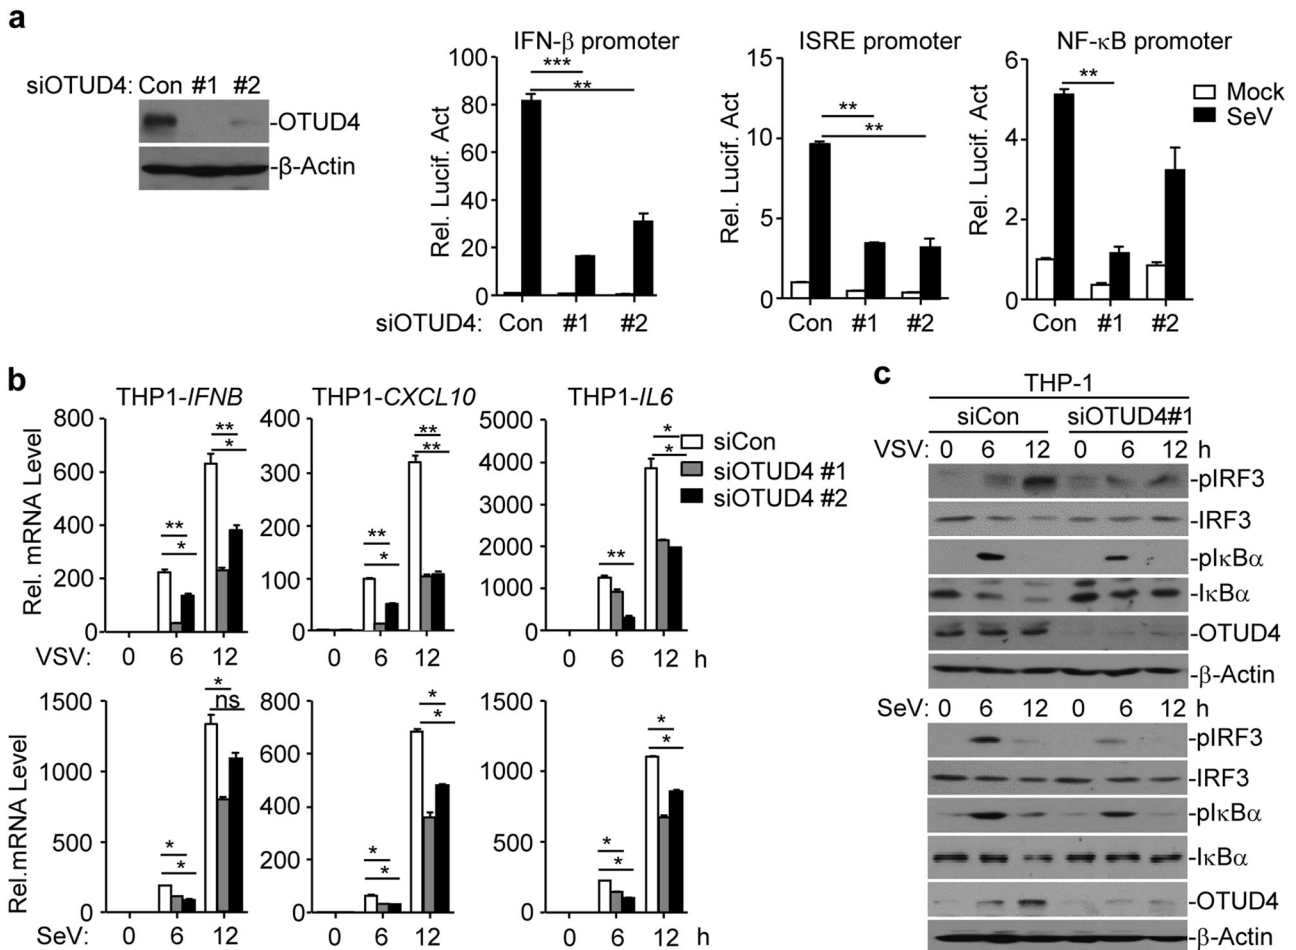 a
siOTUD4: Con #1 #2
-OTUD4
-β-Actin
IFN-β promoter
Rel. Lucif. Act
100
80
60
40
20
0
***
**
siOTUD4: Con #1 #2
ISRE promoter
Rel. Lucif. Act
15
10
5
0
**
**
Con #1 #2
NF-κB promoter
Rel. Lucif. Act
6
4
2
0
**
Con #1 #2
Mock
SeV
b
THP1-IFNB
Rel. mRNA Level
800
600
400
200
0
**
*
**
*
VSV: 0 6 12
THP1-CXCL10
400
300
200
100
0
**
*
**
**
0 6 12
THP1-IL6
5000
4000
3000
2000
1000
0
**
*
*
0 6 12 h
siCon
siOTUD4 #1
siOTUD4 #2
Rel.mRNA Level
1500
1000
500
0
*
*
*
ns
SeV: 0 6 12
800
600
400
200
0
*
*
*
*
0 6 12
1500
1000
500
0
*
*
*
*
0 6 12 h
c
THP-1
siCon siOTUD4#1
VSV: 0 6 12 0 6 12 h
-pIRF3
-IRF3
-pIκBα
-IκBα
-OTUD4
-β-Actin
SeV: 0 6 12 0 6 12 h
-pIRF3
-IRF3
-pIκBα
-IκBα
-OTUD4
-β-Actin